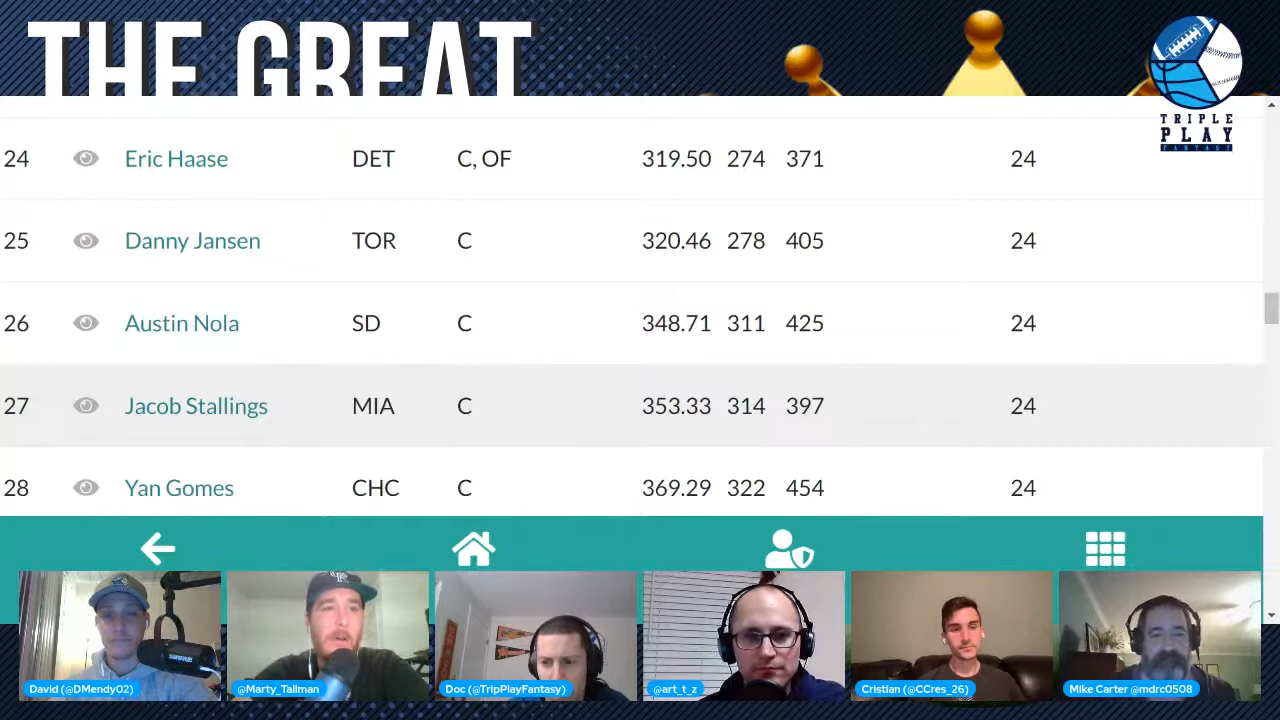 THE GREAT
TRIPLE
PLAY
FANTASY
24 Eric Haase DET C, OF 319.50 274 371 24
25 Danny Jansen TOR C 320.46 278 405 24
26 Austin Nola SD C 348.71 311 425 24
27 Jacob Stallings MIA C 353.33 314 397 24
28 Yan Gomes CHC C 369.29 322 454 24
SHURE
David (@DMendy02) @Marty_Tallman Doc (@TripPlayFantasy) @art_t_z Cristian (@CCres_26) Mike Carter @mdrc0508